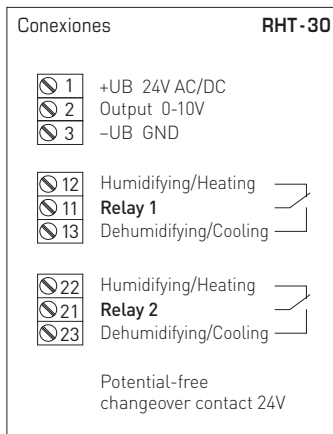 Conexiones RHT-30
1 +UB 24V AC/DC
2 Output 0-10V
3 –UB GND
12 Humidifying/Heating
11 Relay 1
13 Dehumidifying/Cooling
22 Humidifying/Heating
21 Relay 2
23 Dehumidifying/Cooling
Potential-free
changeover contact 24V